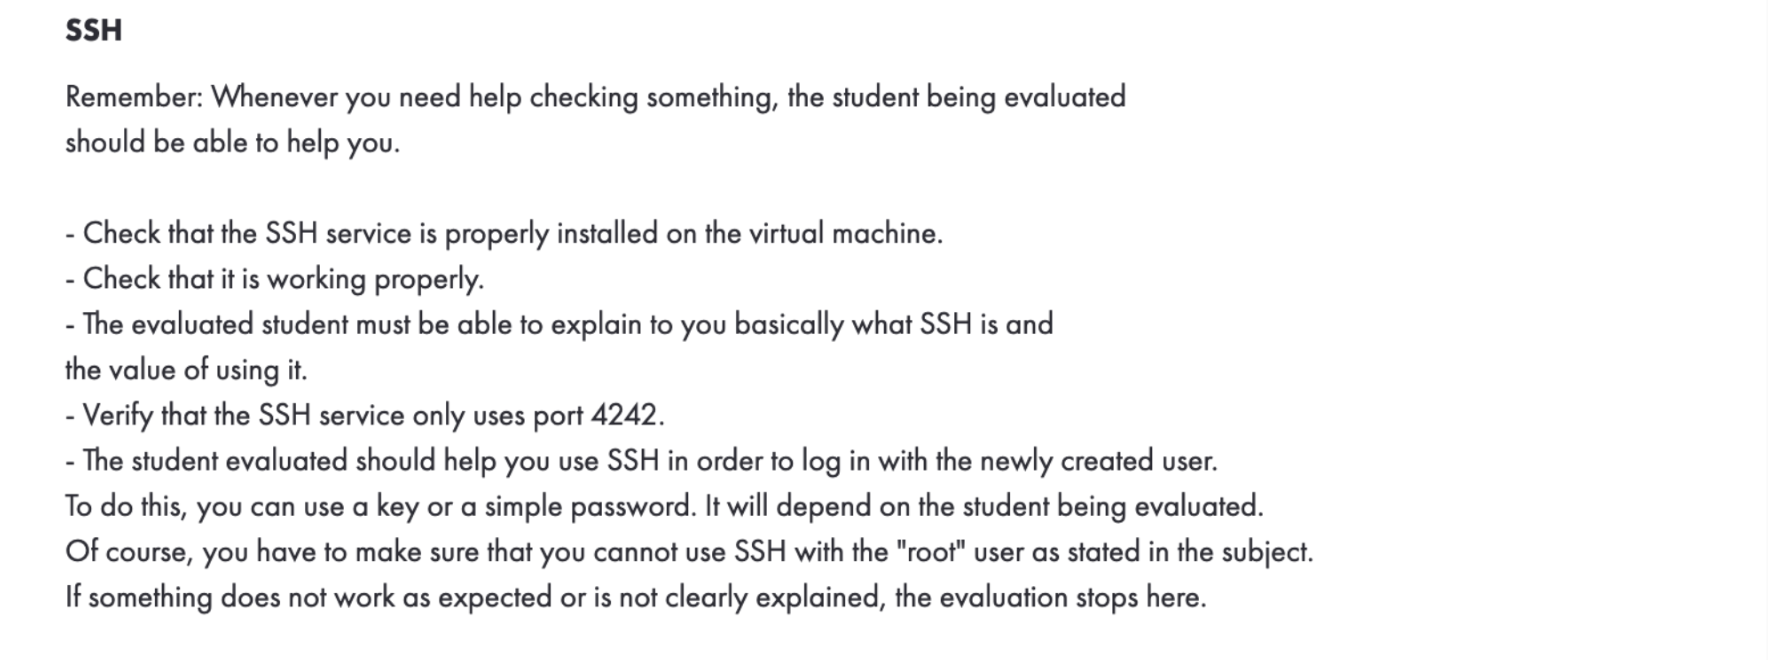 SSH
Remember: Whenever you need help checking something, the student being evaluated
should be able to help you.
- Check that the SSH service is properly installed on the virtual machine.
- Check that it is working properly.
- The evaluated student must be able to explain to you basically what SSH is and
the value of using it.
- Verify that the SSH service only uses port 4242.
- The student evaluated should help you use SSH in order to log in with the newly created user.
To do this, you can use a key or a simple password. It will depend on the student being evaluated.
Of course, you have to make sure that you cannot use SSH with the "root" user as stated in the subject.
If something does not work as expected or is not clearly explained, the evaluation stops here.